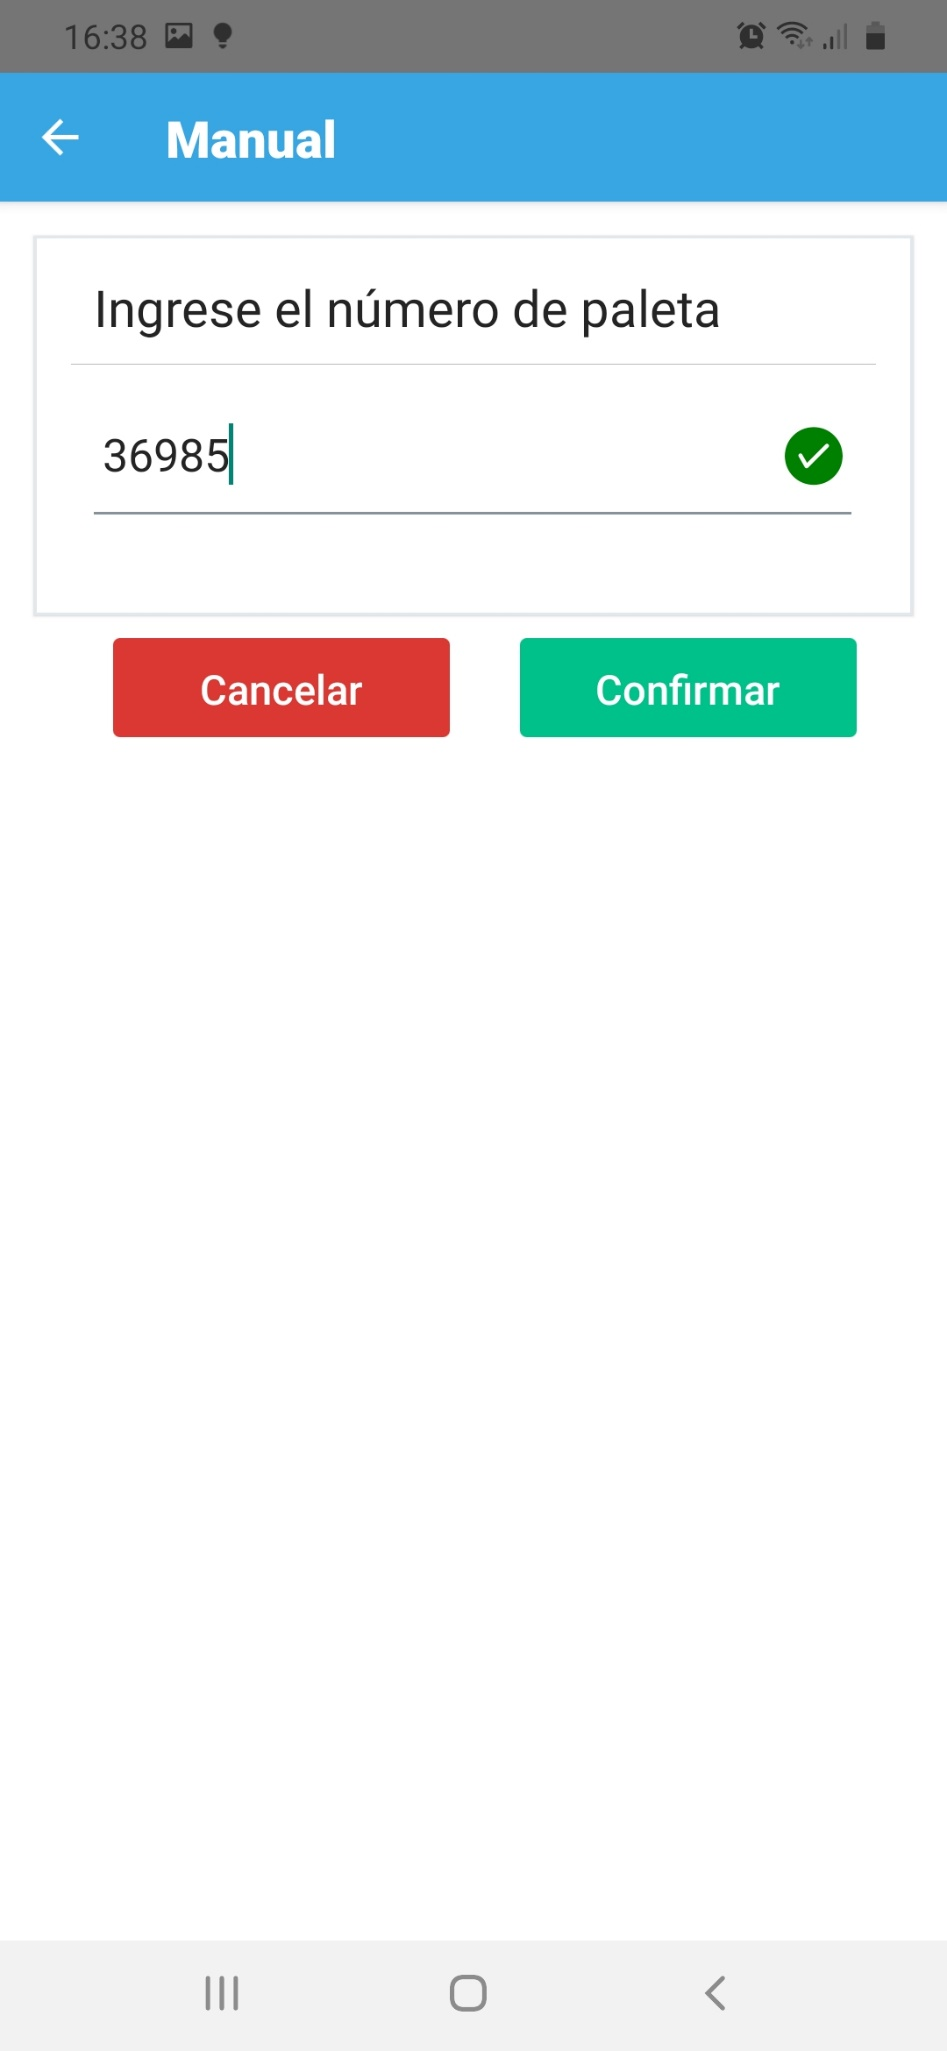 16:38
Manual
Ingrese el número de paleta
36985
Cancelar
Confirmar